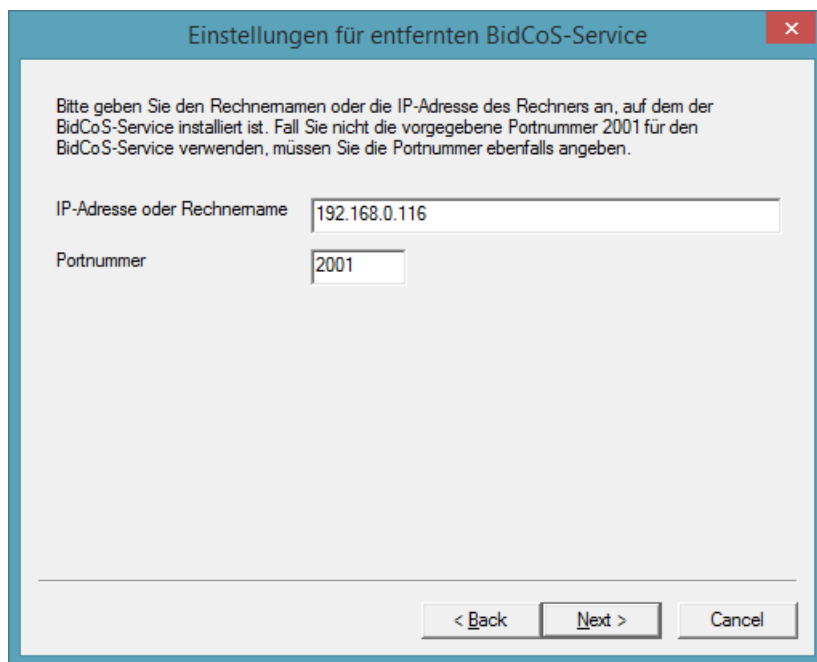 Einstellungen für entfernten BidCoS-Service
Bitte geben Sie den Rechnernamen oder die IP-Adresse des Rechners an, auf dem der
BidCoS-Service installiert ist. Fall Sie nicht die vorgegebene Portnummer 2001 für den
BidCoS-Service verwenden, müssen Sie die Portnummer ebenfalls angeben.
IP-Adresse oder Rechnername 192.168.0.116
Portnummer 2001
< Back Next > Cancel